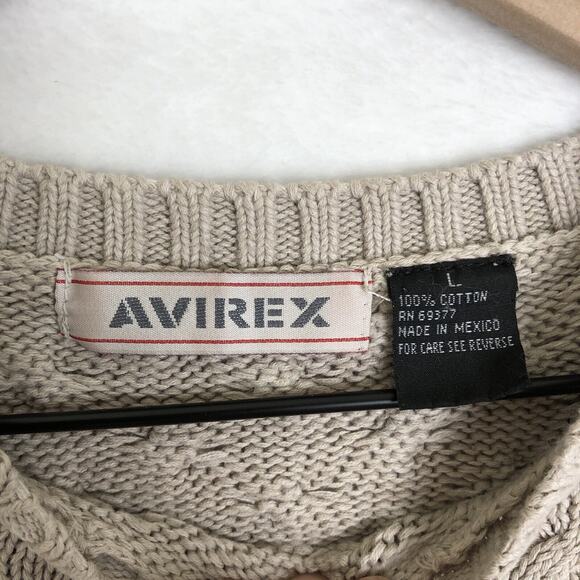 AVIREX
L
100% COTTON
RN 69377
MADE IN MEXICO
FOR CARE SEE REVERSE